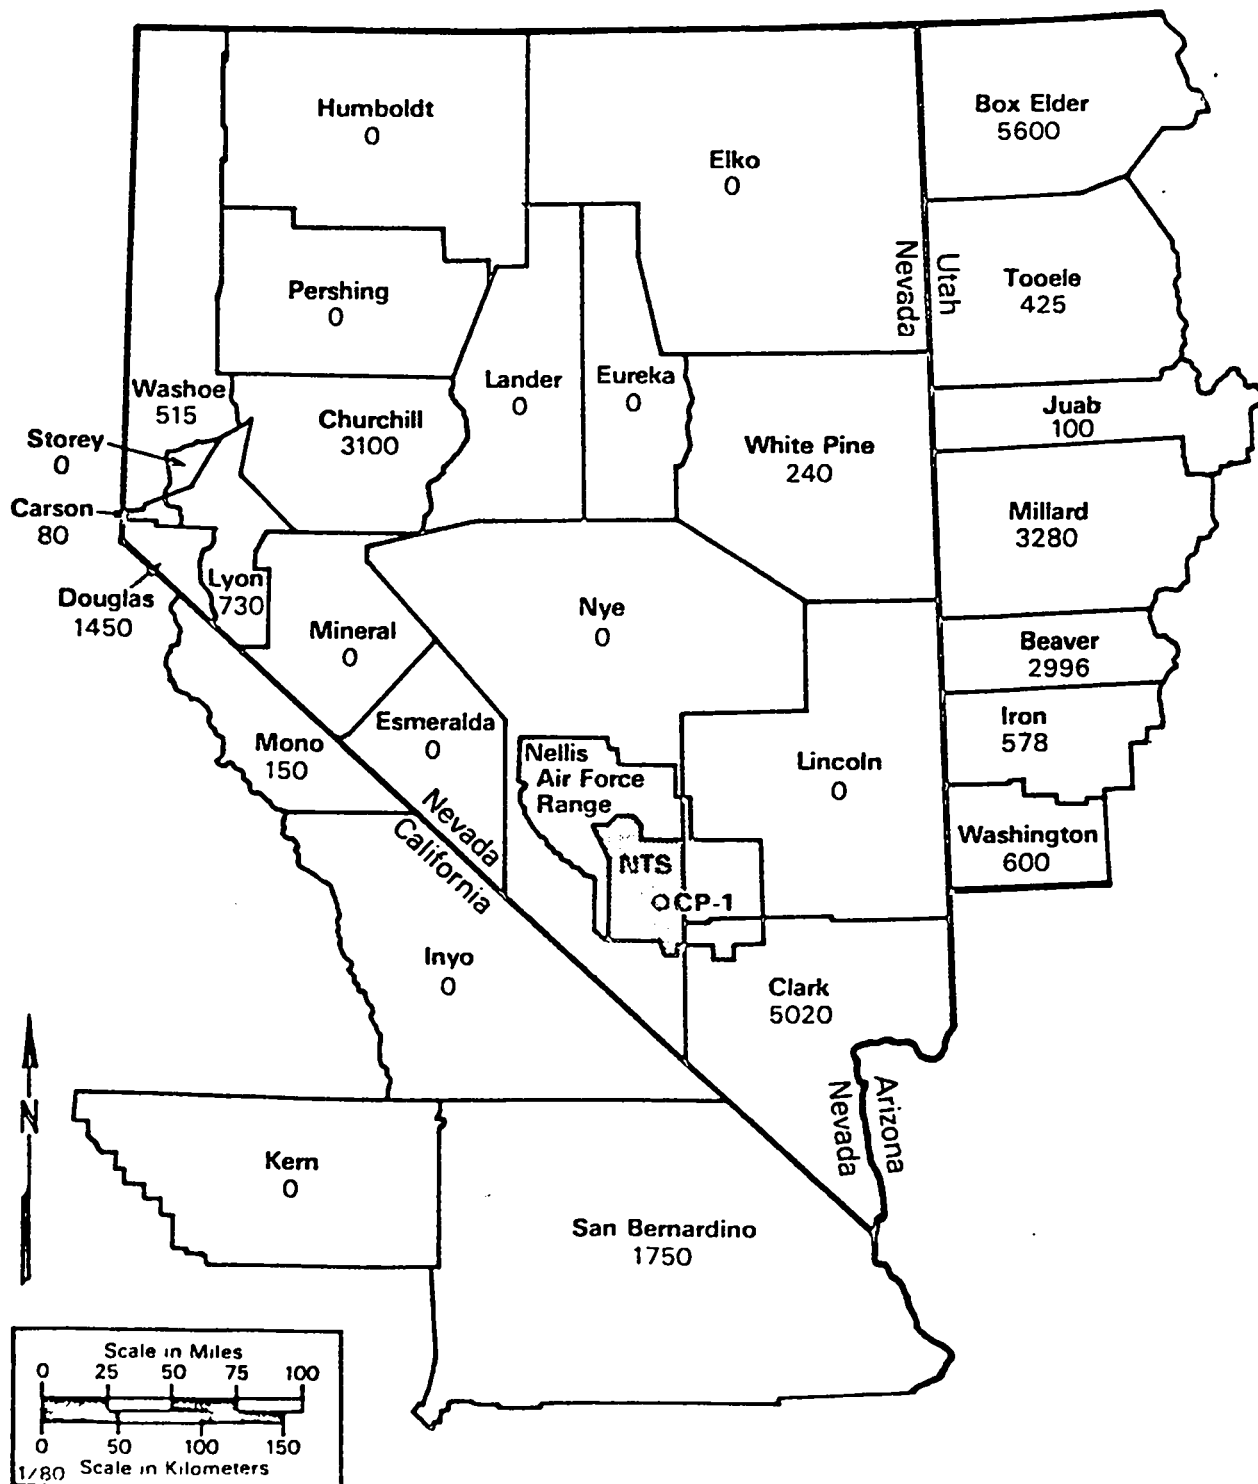 Humboldt
0
Elko
0
Box Elder
5600
Nevada
Utah
Tooele
425
Pershing
0
Washoe
515
Lander
0
Eureka
0
Churchill
3100
Juab
100
Storey
0
White Pine
240
Carson
80
Millard
3280
Douglas
1450
Lyon
730
Mineral
0
Nye
0
Beaver
2996
Esmeralda
0
Mono
150
Iron
578
Nellis
Air Force
Range
Lincoln
0
Nevada
California
Washington
600
NTS
CP-1
Inyo
0
Clark
5020
N
Arizona
Nevada
Kern
0
San Bernardino
1750
Scale in Miles
0 25 50 75 100
0 50 100 150
Scale in Kilometers
1/80